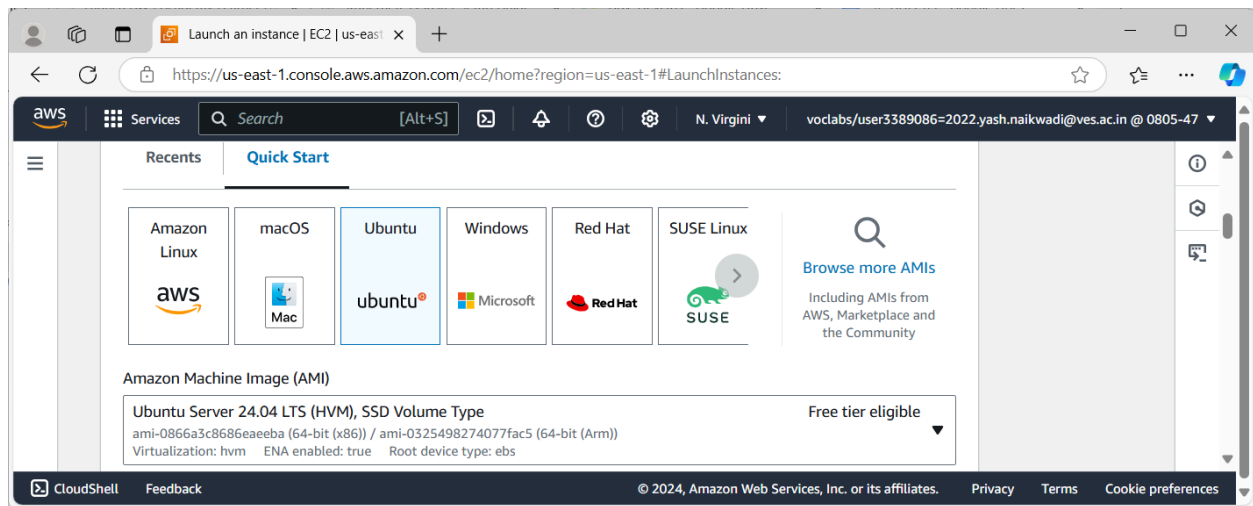 Launch an instance | EC2 | us-east
https://us-east-1.console.aws.amazon.com/ec2/home?region=us-east-1#LaunchInstances:
aws Services Search [Alt+S] N. Virgini voclabs/user3389086=2022.yash.naikwadi@ves.ac.in @ 0805-47
Recents Quick Start
Amazon Linux
aws
macOS
Mac
Ubuntu
ubuntu
Windows
Microsoft
Red Hat
Red Hat
SUSE Linux
SUSE
Browse more AMIs
Including AMIs from
AWS, Marketplace and
the Community
Amazon Machine Image (AMI)
Ubuntu Server 24.04 LTS (HVM), SSD Volume Type Free tier eligible
ami-0866a3c8686eaeeba (64-bit (x86)) / ami-0325498274077fac5 (64-bit (Arm))
Virtualization: hvm ENA enabled: true Root device type: ebs
CloudShell Feedback © 2024, Amazon Web Services, Inc. or its affiliates. Privacy Terms Cookie preferences